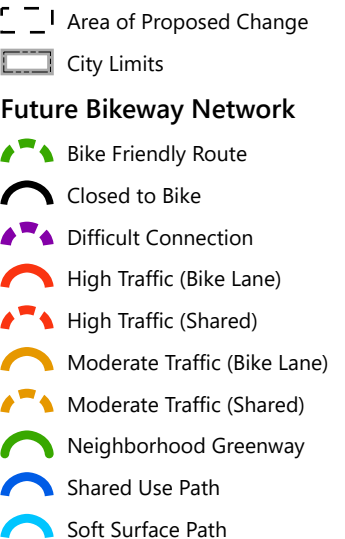 Area of Proposed Change
City Limits
Future Bikeway Network
Bike Friendly Route
Closed to Bike
Difficult Connection
High Traffic (Bike Lane)
High Traffic (Shared)
Moderate Traffic (Bike Lane)
Moderate Traffic (Shared)
Neighborhood Greenway
Shared Use Path
Soft Surface Path